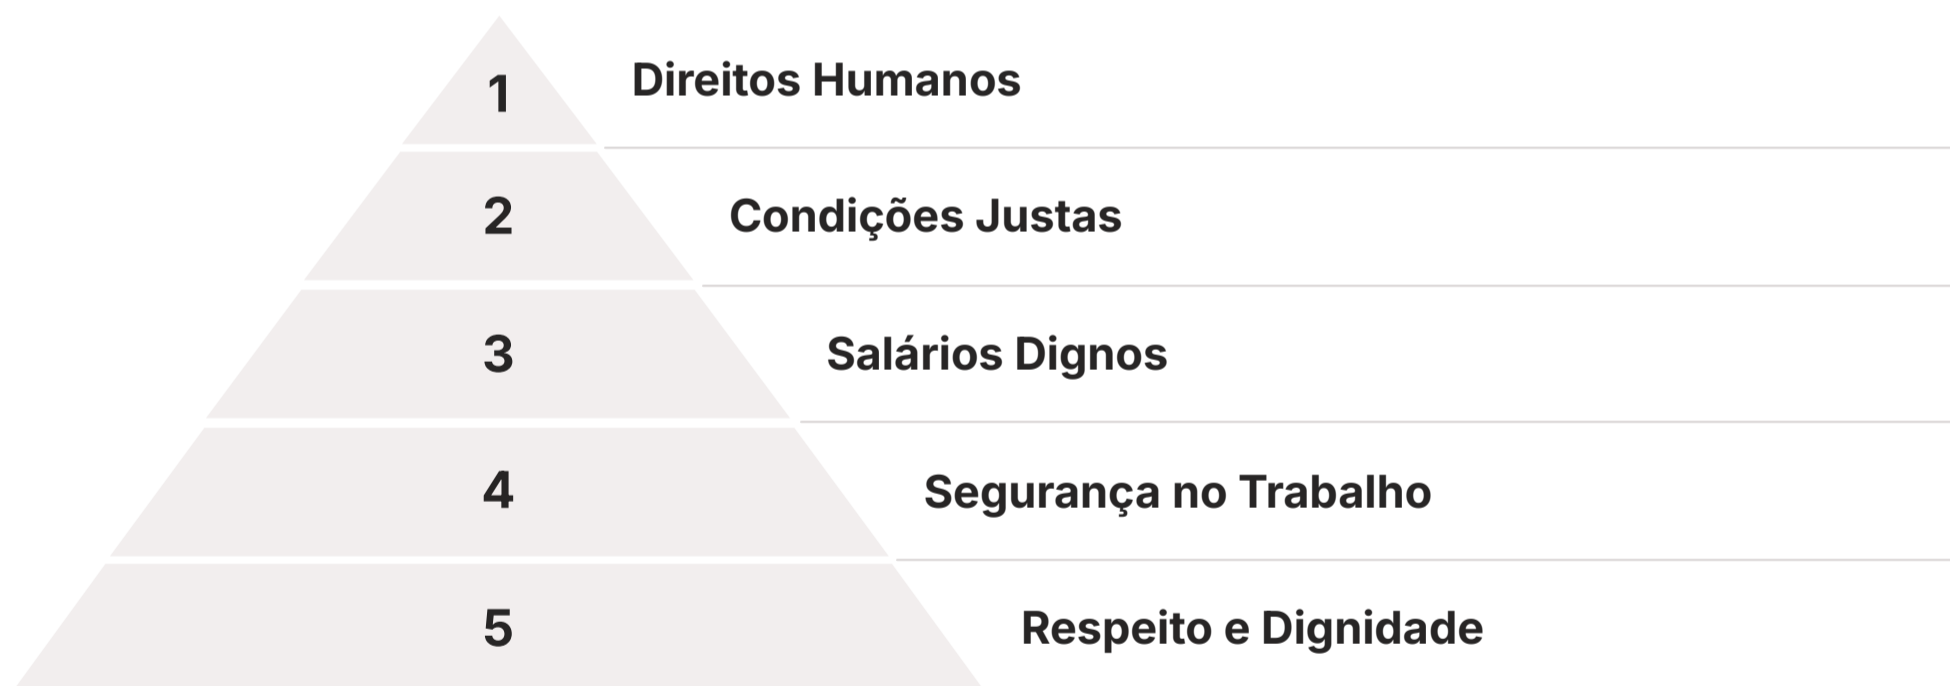 1 Direitos Humanos
2 Condições Justas
3 Salários Dignos
4 Segurança no Trabalho
5 Respeito e Dignidade